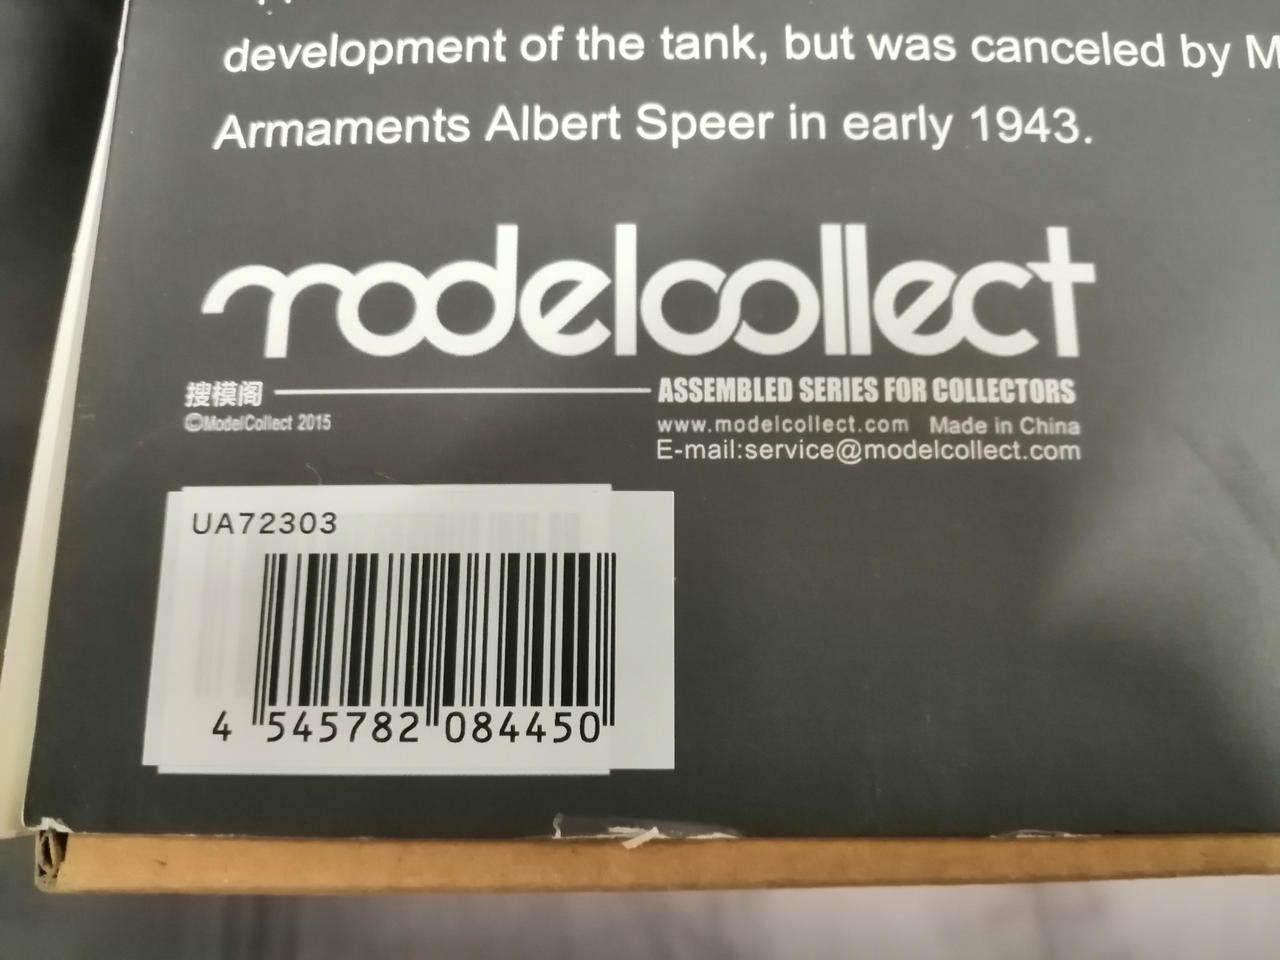 development of the tank, but was canceled by
Armaments Albert Speer in early 1943.
modelcollect
搜模阁 ASSEMBLED SERIES FOR COLLECTORS
©ModelCollect 2015 www.modelcollect.com Made in China
E-mail:service@modelcollect.com
UA72303
4 545782 084450